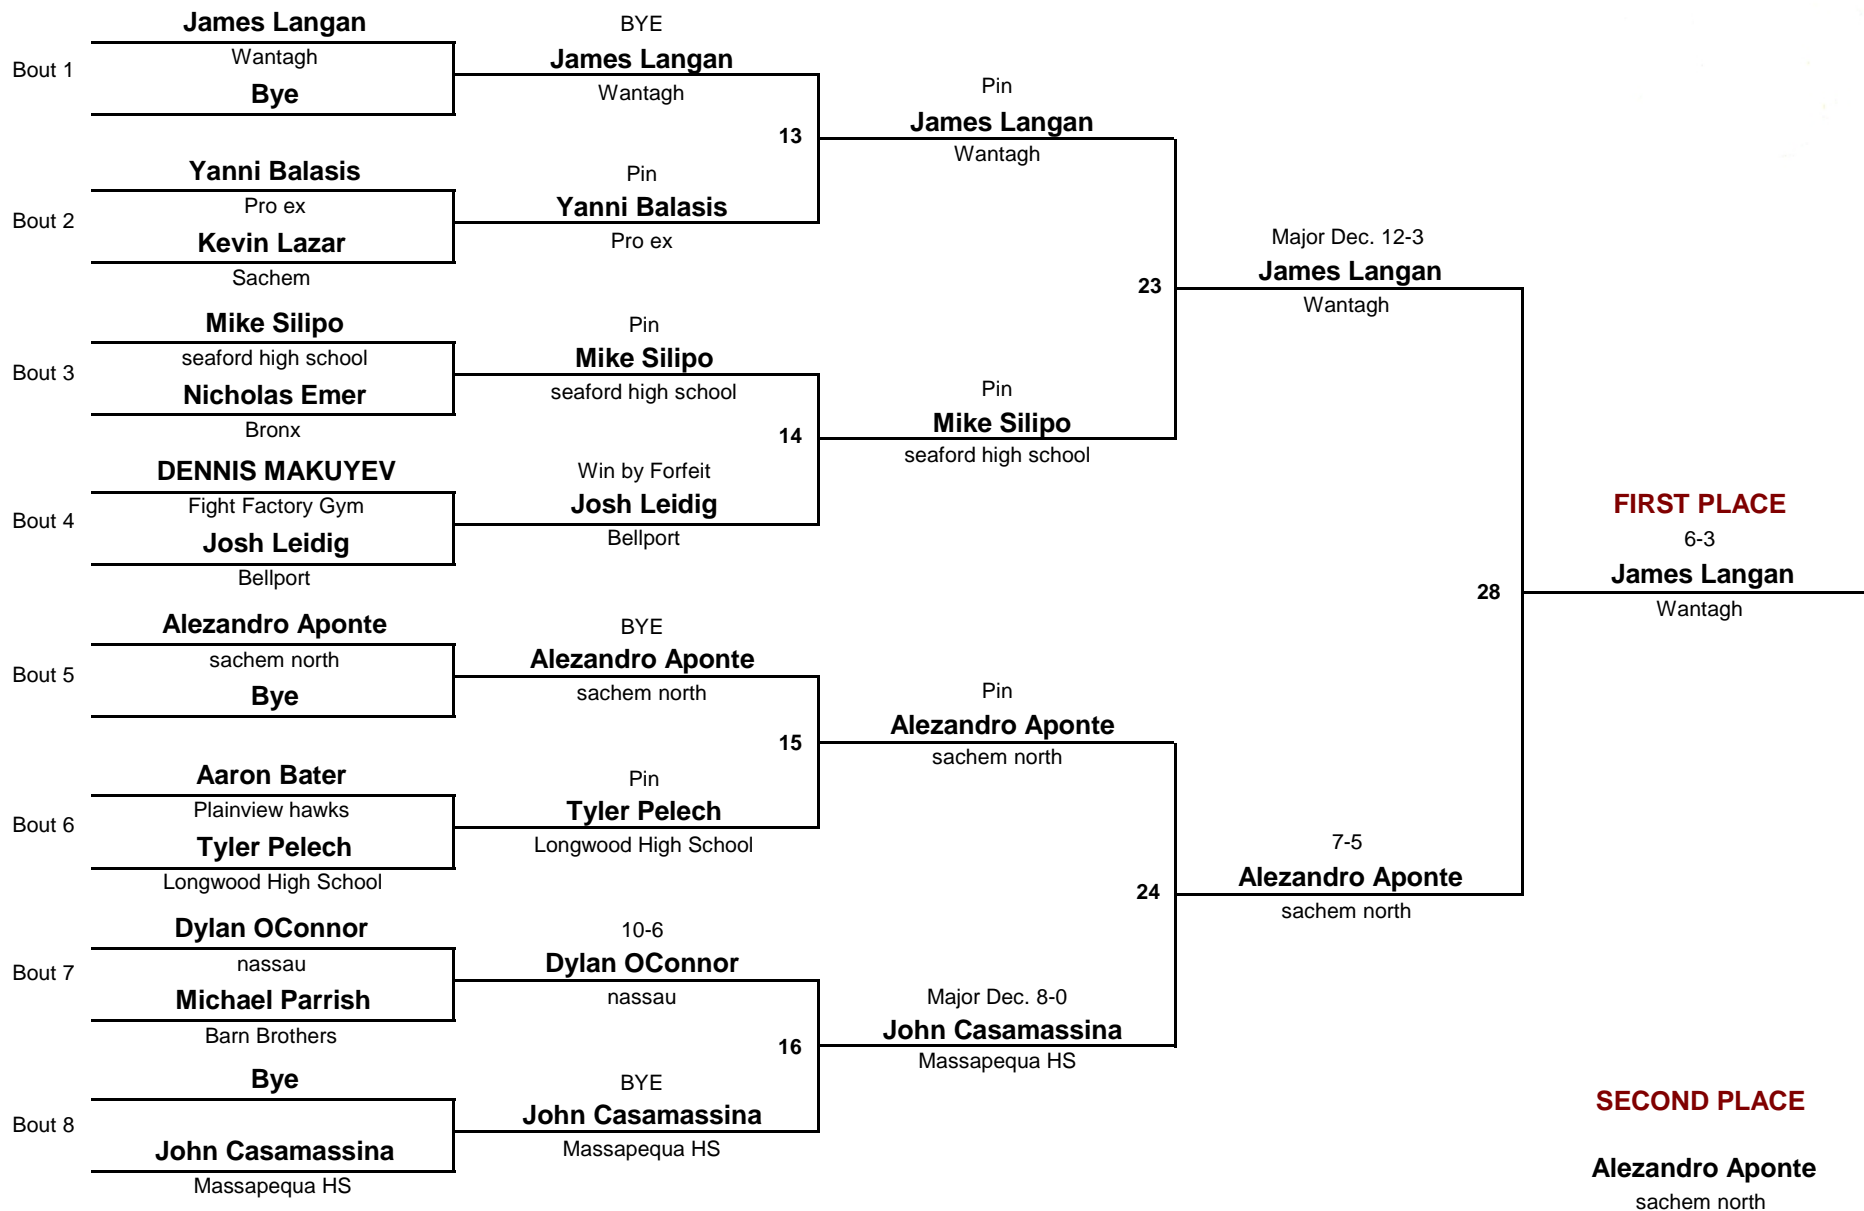 James Langan
Bout 1
Wantagh
Bye
BYE
James Langan
Wantagh
Yanni Balasis
Bout 2
Pro ex
Kevin Lazar
Sachem
Pin
Yanni Balasis
Pro ex
13
Pin
James Langan
Wantagh
Mike Silipo
Bout 3
seaford high school
Nicholas Emer
Bronx
Pin
Mike Silipo
seaford high school
DENNIS MAKUYEV
Bout 4
Fight Factory Gym
Josh Leidig
Bellport
Win by Forfeit
Josh Leidig
Bellport
14
Pin
Mike Silipo
seaford high school
23
Major Dec. 12-3
James Langan
Wantagh
Alezandro Aponte
Bout 5
sachem north
Bye
BYE
Alezandro Aponte
sachem north
Aaron Bater
Bout 6
Plainview hawks
Tyler Pelech
Longwood High School
Pin
Tyler Pelech
Longwood High School
15
Pin
Alezandro Aponte
sachem north
Dylan OConnor
Bout 7
nassau
Michael Parrish
Barn Brothers
10-6
Dylan OConnor
nassau
Bye
Bout 8
John Casamassina
Massapequa HS
BYE
John Casamassina
Massapequa HS
16
Major Dec. 8-0
John Casamassina
Massapequa HS
24
7-5
Alezandro Aponte
sachem north
28
FIRST PLACE
6-3
James Langan
Wantagh
SECOND PLACE
Alezandro Aponte
sachem north